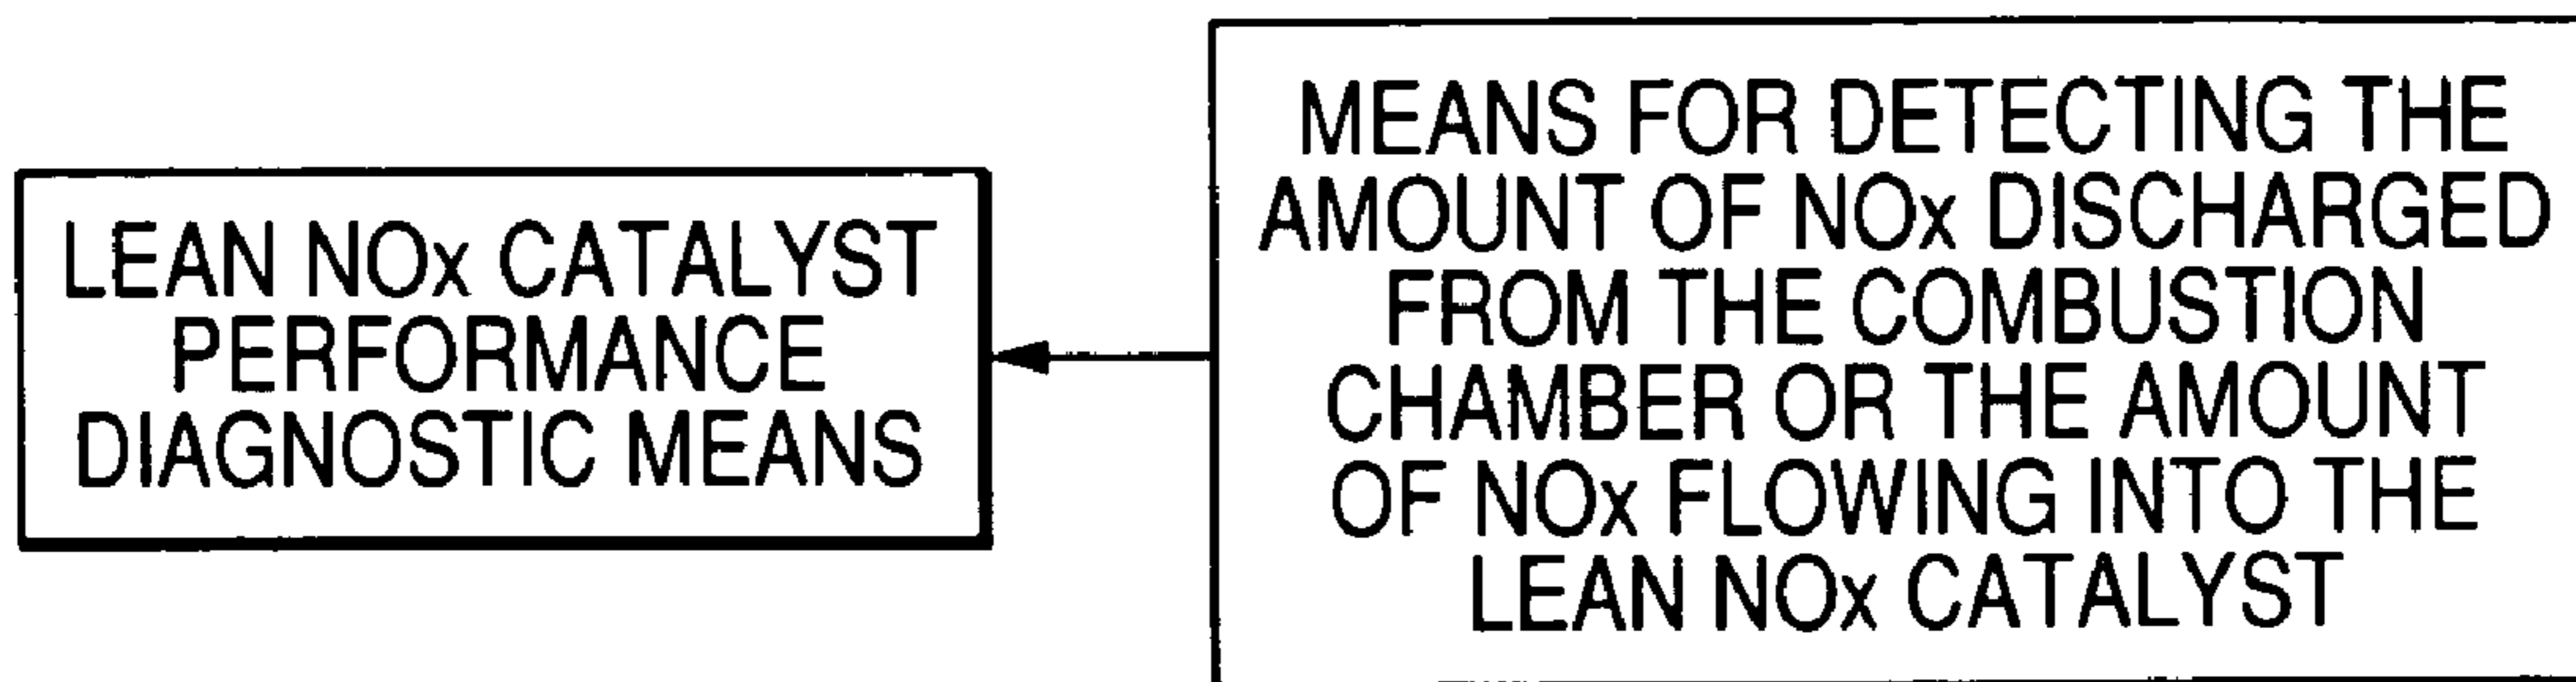 LEAN NOx CATALYST
PERFORMANCE
DIAGNOSTIC MEANS
MEANS FOR DETECTING THE
AMOUNT OF NOx DISCHARGED
FROM THE COMBUSTION
CHAMBER OR THE AMOUNT
OF NOx FLOWING INTO THE
LEAN NOx CATALYST